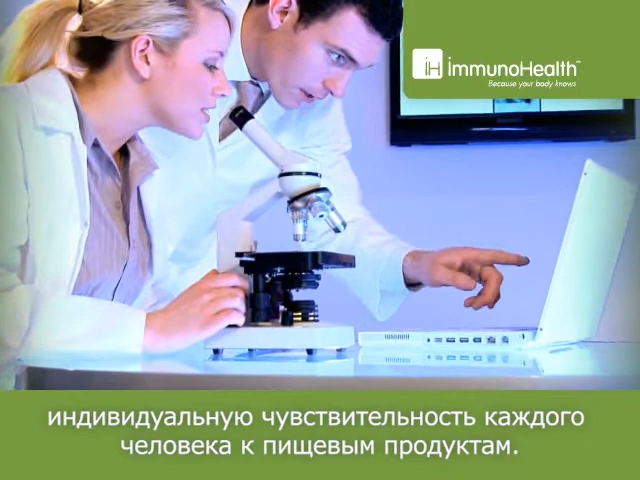 iH immunoHealth™
Because your body knows
индивидуальную чувствительность каждого
человека к пищевым продуктам.